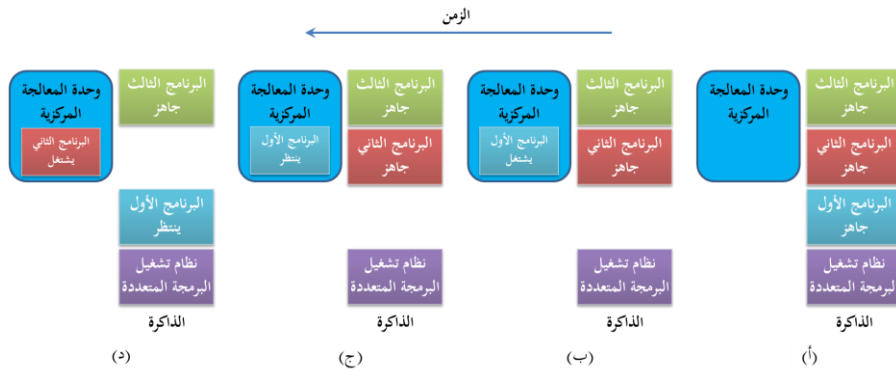 الزمن
البرنامج الثالث
جاهز
البرنامج الثاني
جاهز
البرنامج الأول
جاهز
نظام تشغيل
البرمجة المتعددة
الذاكرة
وحدة المعالجة
المركزية
(أ)
البرنامج الثالث
جاهز
البرنامج الثاني
جاهز
نظام تشغيل
البرمجة المتعددة
الذاكرة
وحدة المعالجة
المركزية
البرنامج الأول
يشتغل
(ب)
البرنامج الثالث
جاهز
البرنامج الثاني
جاهز
نظام تشغيل
البرمجة المتعددة
الذاكرة
وحدة المعالجة
المركزية
البرنامج الأول
ينتظر
(ج)
البرنامج الثالث
جاهز
البرنامج الأول
ينتظر
نظام تشغيل
البرمجة المتعددة
الذاكرة
وحدة المعالجة
المركزية
البرنامج الثاني
يشتغل
(د)